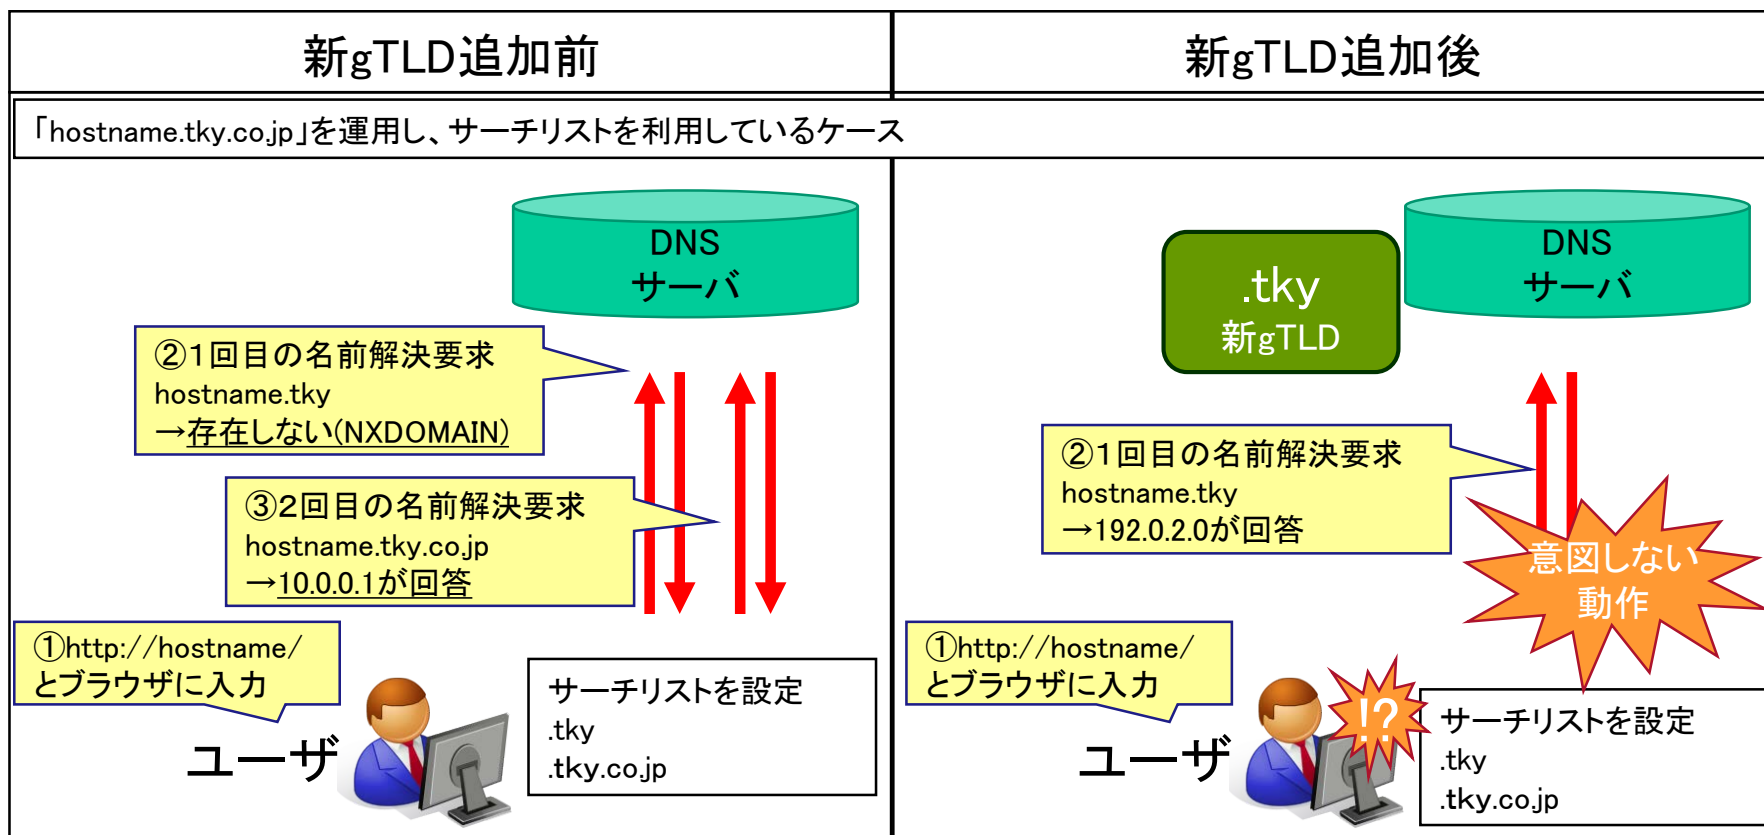 新gTLD追加前
新gTLD追加後
「hostname.tky.co.jp」を運用し、サーチリストを利用しているケース
DNS
サーバ
②1回目の名前解決要求
hostname.tky
→存在しない(NXDOMAIN)
③2回目の名前解決要求
hostname.tky.co.jp
→10.0.0.1が回答
①http://hostname/
とブラウザに入力
ユーザ
サーチリストを設定
.tky
.tky.co.jp
.tky
新gTLD
DNS
サーバ
②1回目の名前解決要求
hostname.tky
→192.0.2.0が回答
意図しない
動作
①http://hostname/
とブラウザに入力
ユーザ
!?
サーチリストを設定
.tky
.tky.co.jp